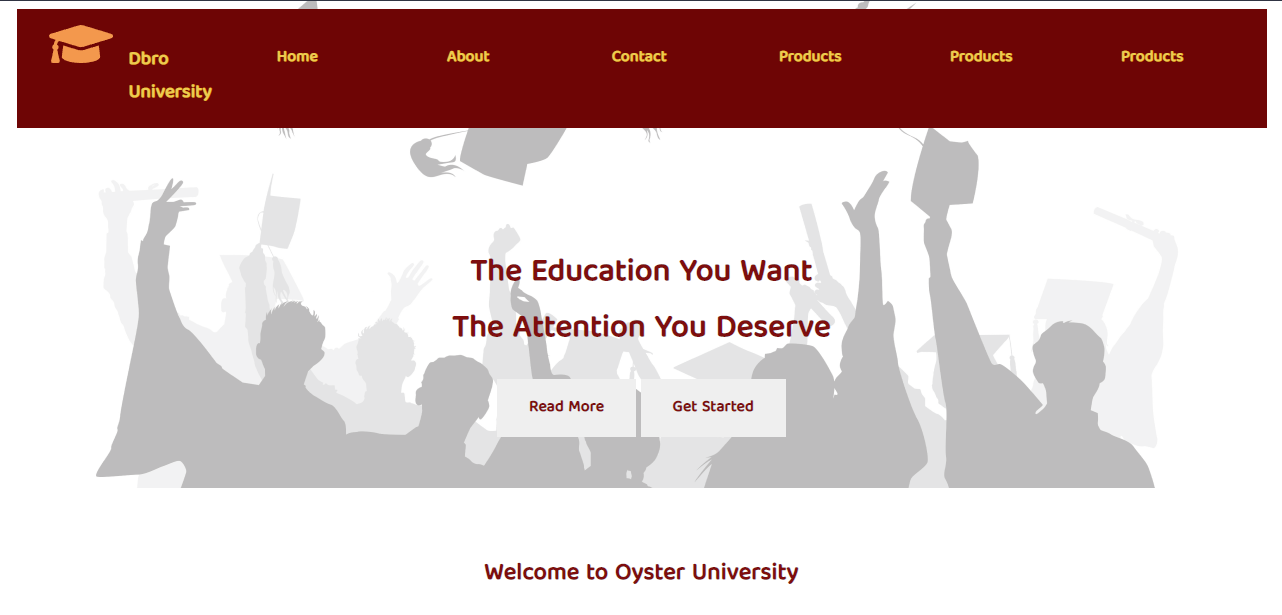 Dbro
University
Home
About
Contact
Products
Products
Products
The Education You Want
The Attention You Deserve
Read More
Get Started
Welcome to Oyster University